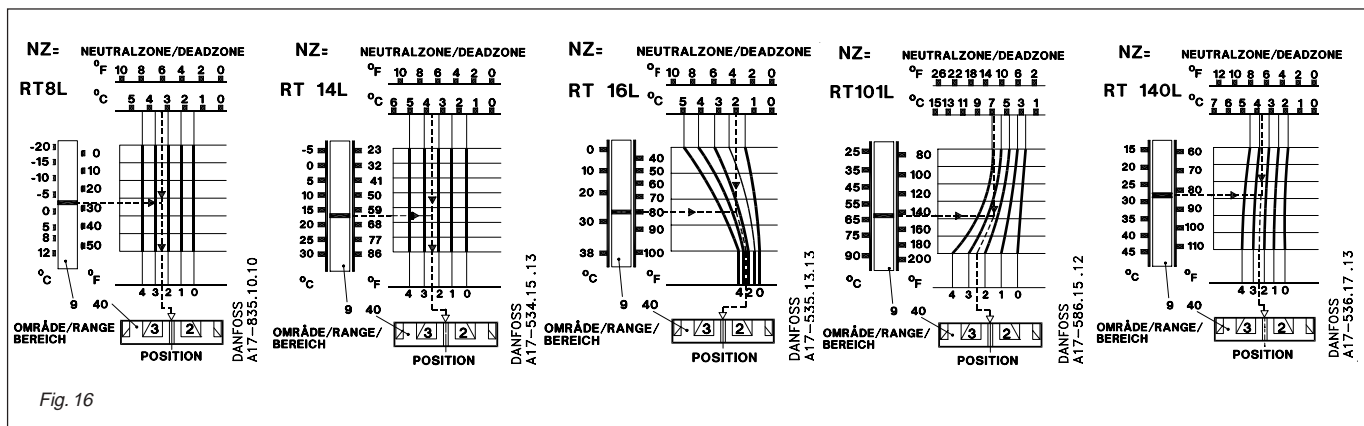 NZ= NEUTRALZONE/DEADZONE
°F 10 8 6 4 2 0
RT8L
°C 5 4 3 2 1 0
-20
-15
-10
-5
0
5
8
12
°C
0
10
20
30
40
50
°F
4 3 2 1 0
9 40
OMRÅDE/RANGE/
BEREICH
3 2
POSITION
DANFOSS
A17-835.10.10
NZ= NEUTRALZONE/DEADZONE
°F 10 8 6 4 2 0
RT 14L
°C 6 5 4 3 2 1 0
-5 23
0 32
5 41
10 50
15 59
20 68
25 77
30 86
°C °F
4 3 2 1 0
9 40
OMRÅDE/RANGE/
BEREICH
3 2
POSITION
DANFOSS
A17-534.15.13
NZ= NEUTRALZONE/DEADZONE
°F 10 8 6 4 2 0
RT 16L
°C 5 4 3 2 1 0
0
10
20
30
38
°C
40
50
60
70
80
90
100
°F
4 2 0
9 40
OMRÅDE/RANGE/
BEREICH
3 2
POSITION
DANFOSS
A17-535.13.13
NZ= NEUTRALZONE/DEADZONE
°F 26 22 18 14 10 6 2
RT101L
°C 15 13 11 9 7 5 3 1
25
35
45
55
65
75
90
°C
80
100
120
140
160
180
200
°F
4 3 2 1 0
9 40
OMRÅDE/RANGE/
BEREICH
3 2
POSITION
DANFOSS
A17-586.15.12
NZ= NEUTRALZONE/DEADZONE
°F 12 10 8 6 4 2 0
RT 140L
°C 7 6 5 4 3 2 1 0
15
20
25
30
35
40
45
°C
60
70
80
90
100
110
°F
4 3 2 1 0
9 40
OMRÅDE/RANGE/
BEREICH
3 2
POSITION
DANFOSS
A17-536.17.13
Fig. 16